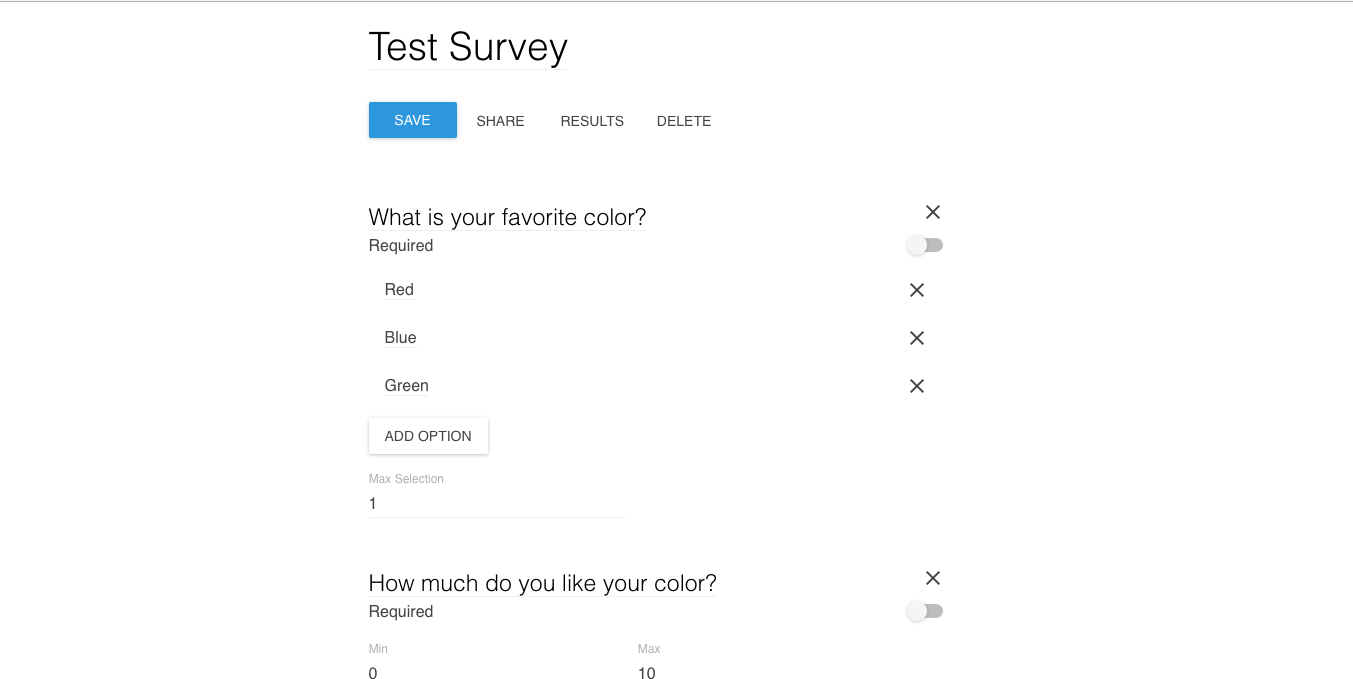 Test Survey
SAVE SHARE RESULTS DELETE
What is your favorite color?
Required
Red
Blue
Green
ADD OPTION
Max Selection
1
How much do you like your color?
Required
Min Max
0 10